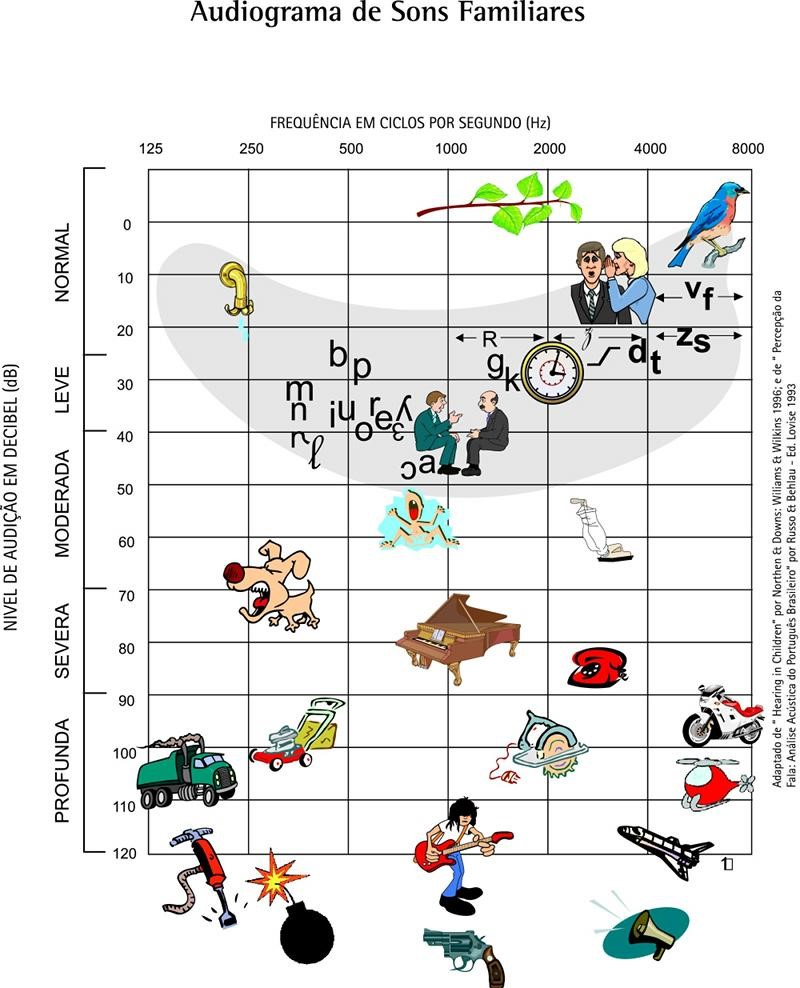 Audiograma de Sons Familiares
FREQUÊNCIA EM CICLOS POR SEGUNDO (Hz)
125 250 500 1000 2000 4000 8000
NIVEL DE AUDIÇÃO EM DECIBEL (dB)
NORMAL
LEVE
MODERADA
SEVERA
PROFUNDA
0
10
20
30
40
50
60
70
80
90
100
110
120
v f
R z d t z s
b p g k
m
n j u o r e ɛ ʎ
ɾ ℓ
ɔ a
1
Adaptado de “ Hearing in Children” por Northen & Downs: Wiliams & Wilkins 1996; e de “ Percepção da
Fala: Análise Acústica do Português Brasileiro” por Russo & Behlau - Ed. Lovise 1993